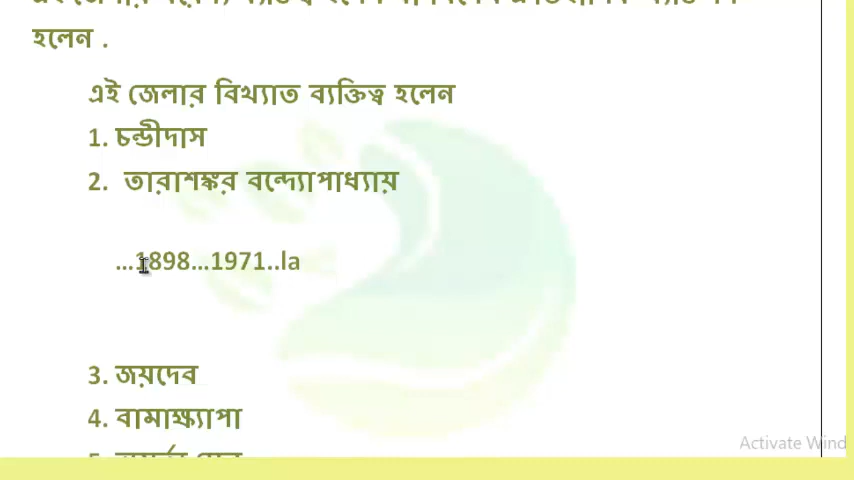 হলেন .
এই জেলার বিখ্যাত ব্যক্তিত্ব হলেন
1. চন্ডীদাস
2. তারাশঙ্কর বন্দ্যোপাধ্যায়
...1898...1971..la
3. জয়দেব
4. বামাক্ষ্যাপা
Activate Wind